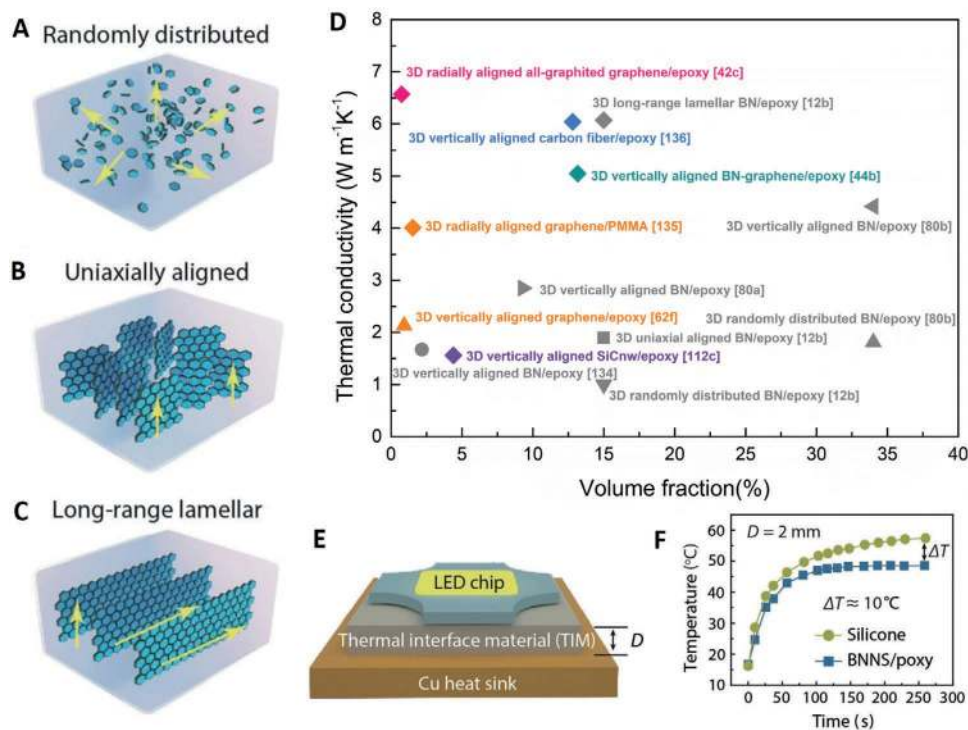 A
Randomly distributed
B
Uniaxially aligned
C
Long-range lamellar
D
Thermal conductivity (W m⁻¹K⁻¹)
8
7
6
5
4
3
2
1
0
3D radially aligned all-graphited graphene/epoxy [42c]
3D long-range lamellar BN/epoxy [12b]
3D vertically aligned carbon fiber/epoxy [136]
3D vertically aligned BN-graphene/epoxy [44b]
3D radially aligned graphene/PMMA [135]
3D vertically aligned BN/epoxy [80b]
3D vertically aligned BN/epoxy [80a]
3D vertically aligned graphene/epoxy [62f]
3D randomly distributed BN/epoxy [80b]
3D uniaxial aligned BN/epoxy [12b]
3D vertically aligned SiCnw/epoxy [112c]
3D vertically aligned BN/epoxy [134]
3D randomly distributed BN/epoxy [12b]
0 5 10 15 20 25 30 35 40
Volume fraction(%)
E
LED chip
Thermal interface material (TIM)
D
Cu heat sink
F
Temperature (°C)
60
50
40
30
20
10
D = 2 mm
ΔT
ΔT ≈ 10℃
Silicone
BNNS/poxy
0 50 100 150 200 250 300
Time (s)